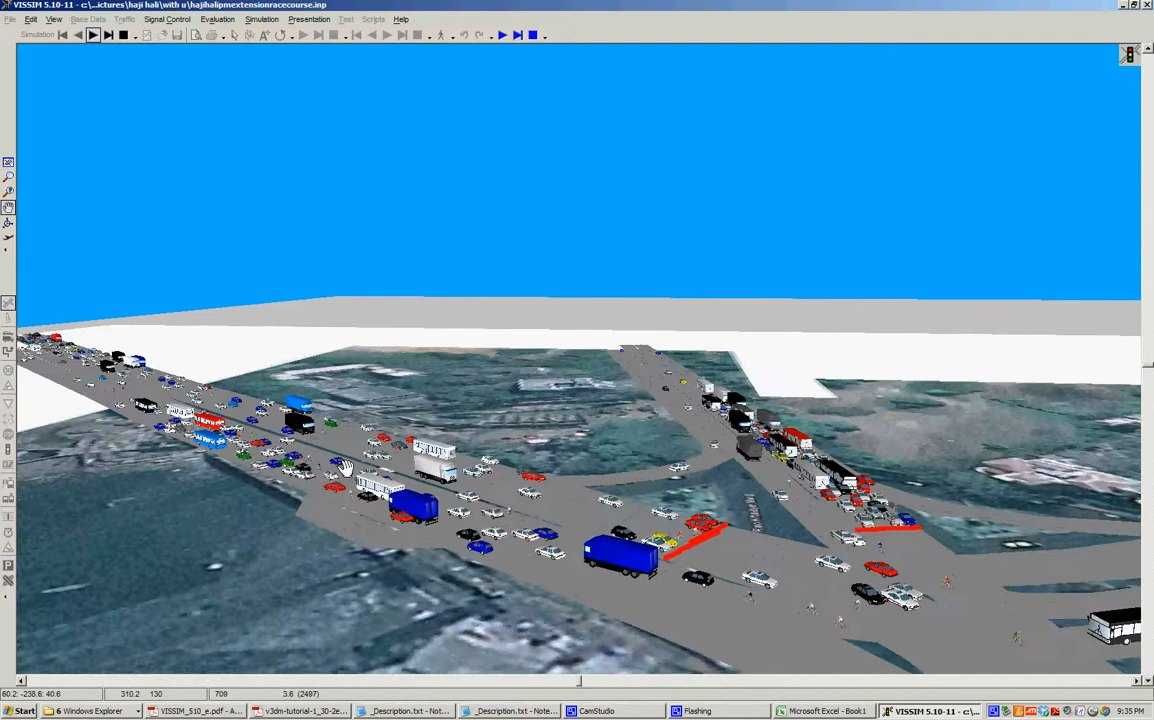 VISSIM 5.10-11 - c:\...ictures\haji hali\with u\hajihalipmextensionracecourse.inp
File Edit View Base Data Traffic Signal Control Evaluation Simulation Presentation Test Scripts Help
Simulation
60.2: -238.6: 40.6 310.2 130 709 3.6 (2497)
Start 6 Windows Explorer VISSIM_510_e.pdf - A... v3dm-tutorial-1_30-2e... _Description.txt - Note... _Description.txt - Note... CamStudio Flashing Microsoft Excel - Book1 VISSIM 5.10-11 - c:\... 9:35 PM